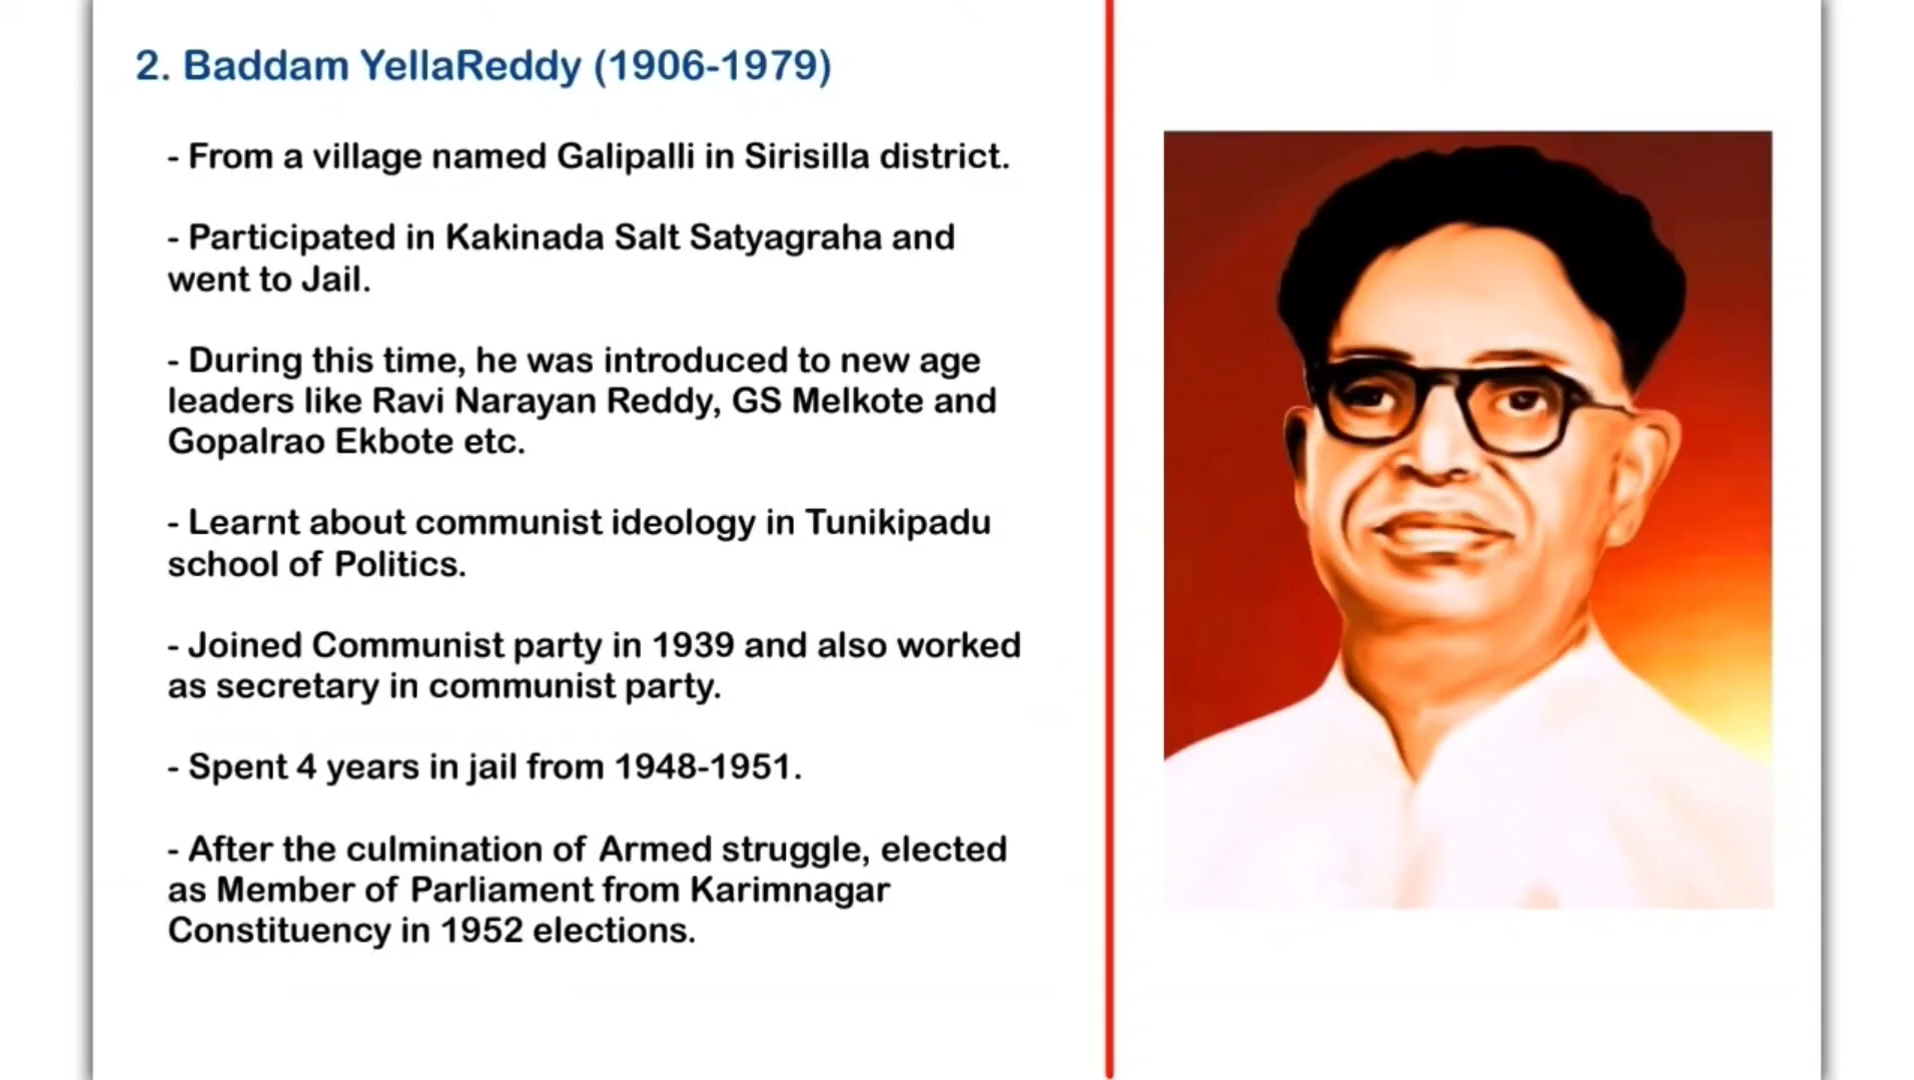 2. Baddam YellaReddy (1906-1979)
- From a village named Galipalli in Sirisilla district.
- Participated in Kakinada Salt Satyagraha and
went to Jail.
- During this time, he was introduced to new age
leaders like Ravi Narayan Reddy, GS Melkote and
Gopalrao Ekbote etc.
- Learnt about communist ideology in Tunikipadu
school of Politics.
- Joined Communist party in 1939 and also worked
as secretary in communist party.
- Spent 4 years in jail from 1948-1951.
- After the culmination of Armed struggle, elected
as Member of Parliament from Karimnagar
Constituency in 1952 elections.